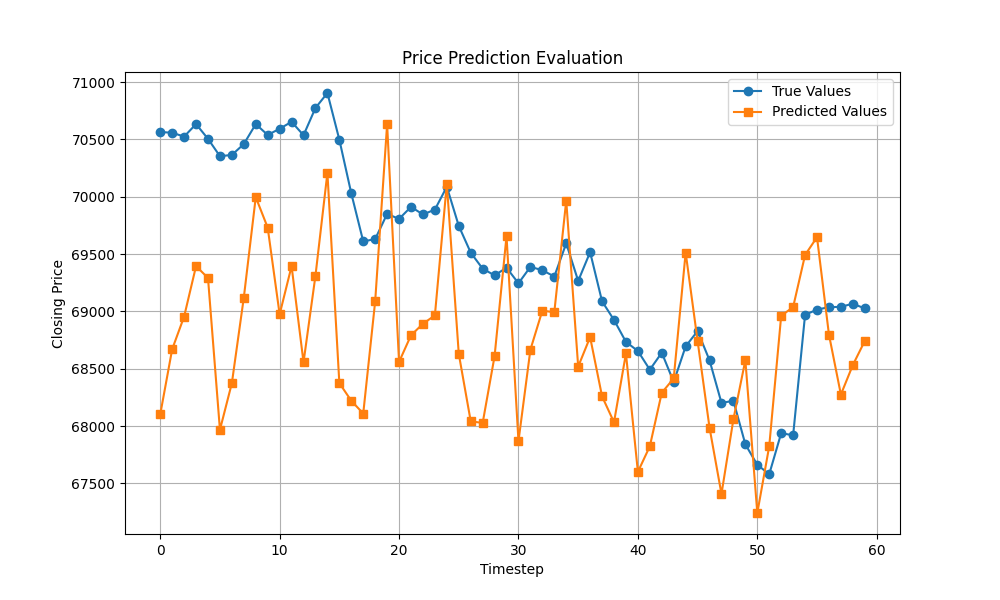 Price Prediction Evaluation
True Values
Predicted Values
Closing Price
71000
70500
70000
69500
69000
68500
68000
67500
0 10 20 30 40 50 60
Timestep